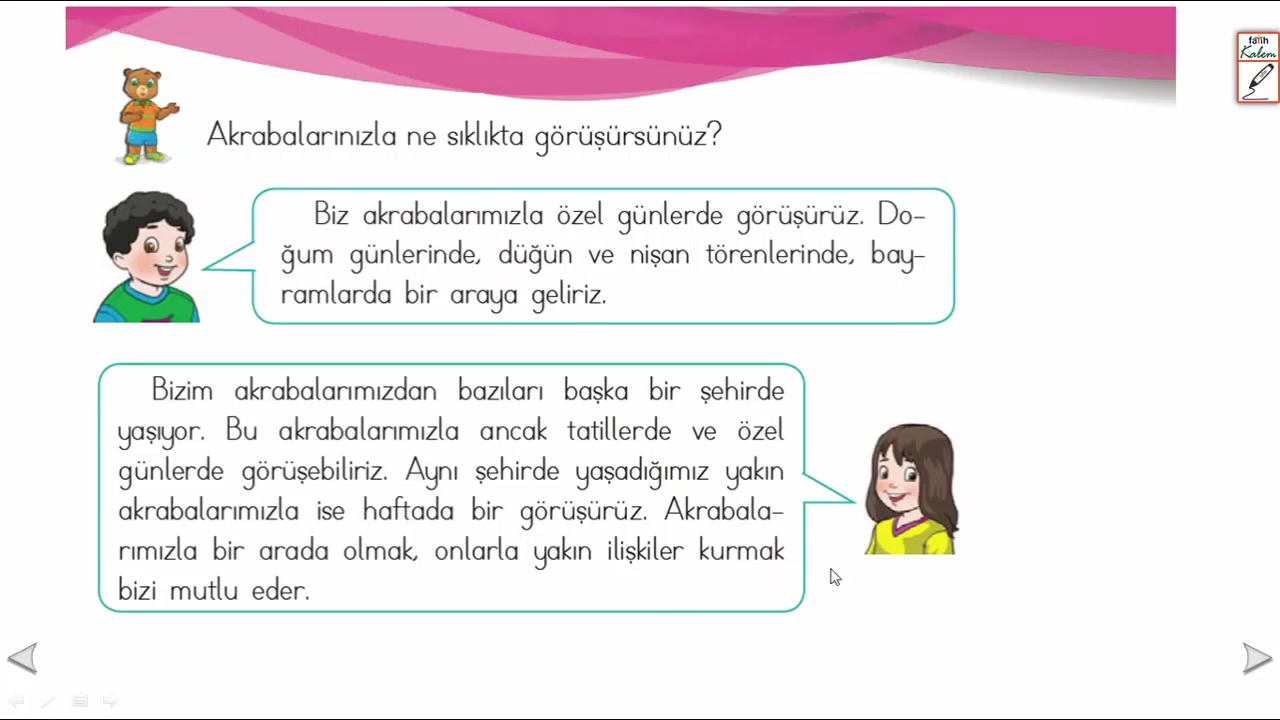 fatih
Kalem
Akrabalarınızla ne sıklıkta görüşürsünüz?
Biz akrabalarımızla özel günlerde görüşürüz. Do-
ğum günlerinde, düğün ve nişan törenlerinde, bay-
ramlarda bir araya geliriz.
Bizim akrabalarımızdan bazıları başka bir şehirde
yaşıyor. Bu akrabalarımızla ancak tatillerde ve özel
günlerde görüşebiliriz. Aynı şehirde yaşadığımız yakın
akrabalarımızla ise haftada bir görüşürüz. Akrabala-
rımızla bir arada olmak, onlarla yakın ilişkiler kurmak
bizi mutlu eder.